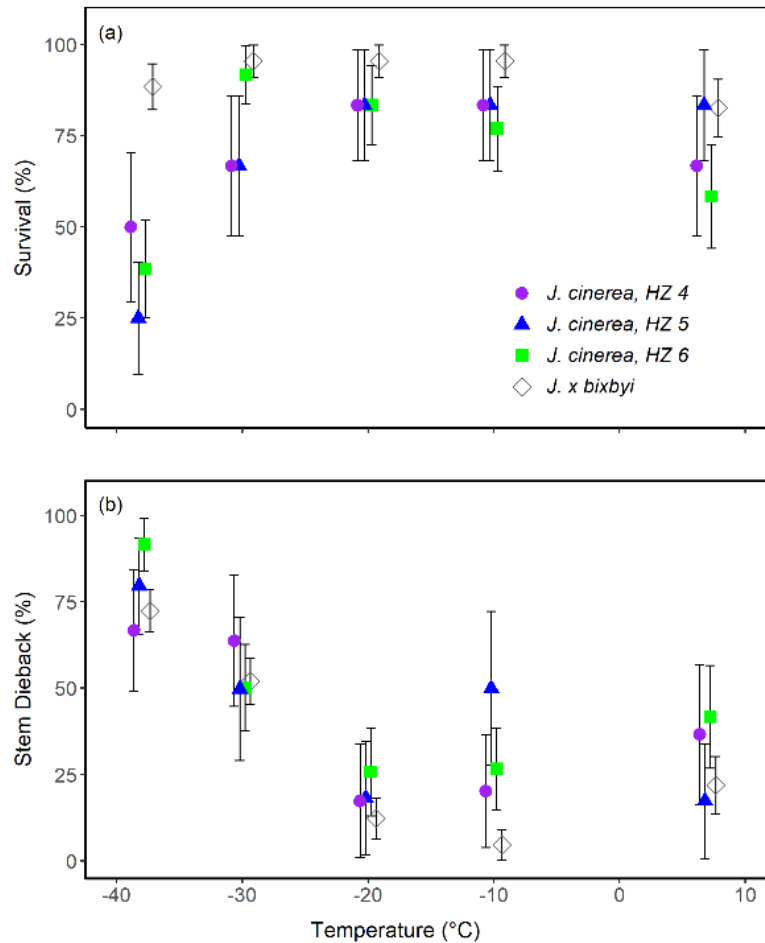 (a)
100
75
50
25
0
Survival (%)
J. cinerea, HZ 4
J. cinerea, HZ 5
J. cinerea, HZ 6
J. x bixbyi
(b)
100
75
50
25
0
Stem Dieback (%)
-40 -30 -20 -10 0 10
Temperature (°C)